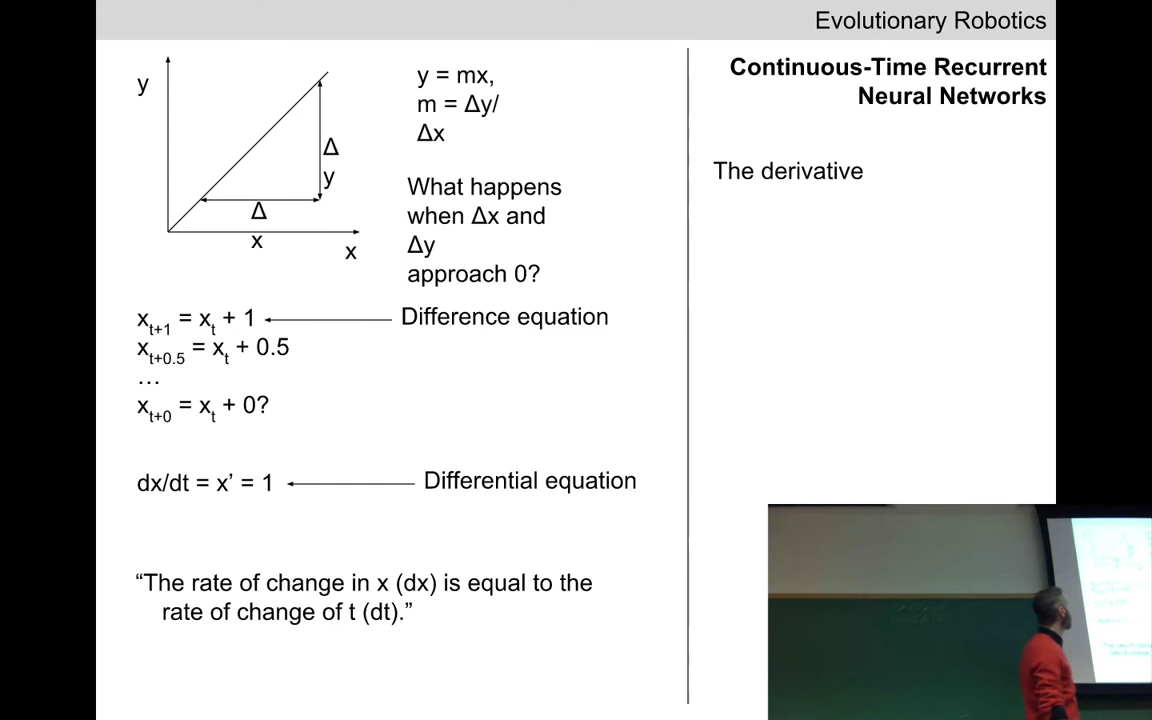 Evolutionary Robotics
Continuous-Time Recurrent
Neural Networks
The derivative
y
Δ
y
Δ
x
x
y = mx,
m = Δy/
Δx
What happens
when Δx and
Δy
approach 0?
xt+1 = xt + 1
Difference equation
xt+0.5 = xt + 0.5
…
xt+0 = xt + 0?
dx/dt = x’ = 1
Differential equation
“The rate of change in x (dx) is equal to the
rate of change of t (dt).”